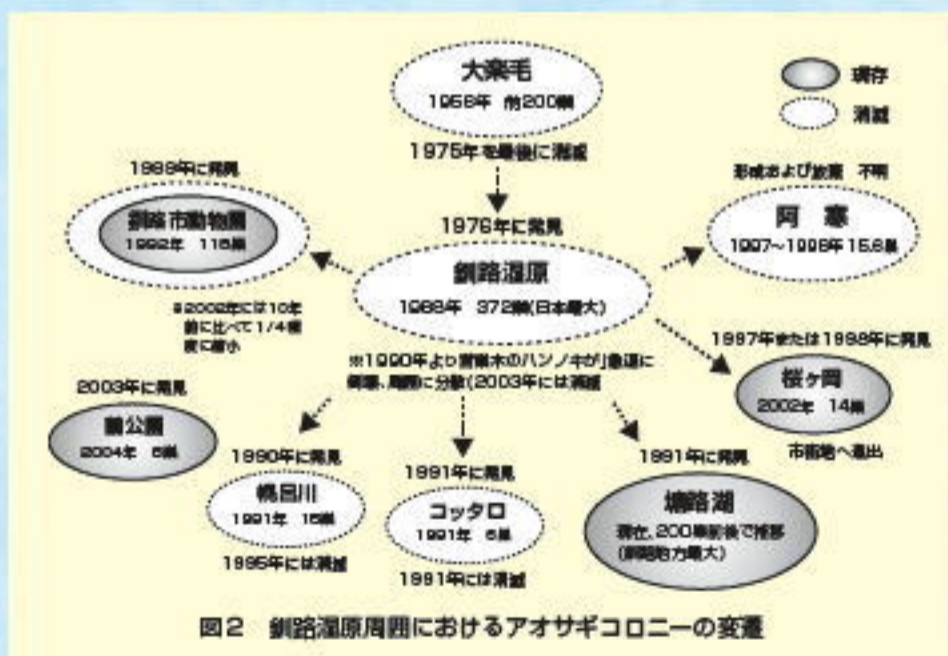 大楽毛
1956年 約200巣
1975年を最後に消滅
現存
消滅
1976年に発見
釧路湿原
1988年 372巣(日本最大)
※1990年より営巣木のハンノキが急速に
倒壊、周囲に分散(2003年には消滅
釧路市動物園
1992年 116巣
※2002年には10年
前に比べて1/4程
度に縮小
形成および放棄 不明
阿寒
1997~1998年 15,6巣
1997年または1998年に発見
桜ヶ岡
2002年 14巣
市街地へ進出
2003年に発見
公園
2004年 6巣
1990年に発見
幌呂川
1991年 15巣
1995年には消滅
1991年に発見
コッタロ
1991年 6巣
1991年には消滅
1991年に発見
塘路湖
現在、200巣前後で推移
(釧路地方最大)
図2 釧路湿原周囲におけるアオサギコロニーの変遷